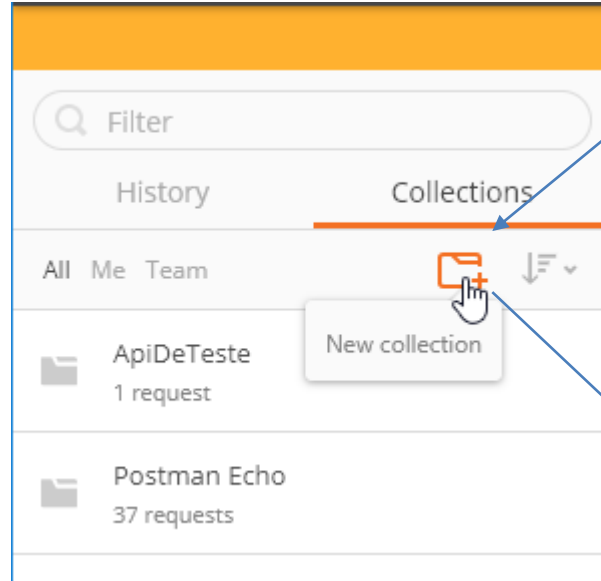 Filter
History Collections
All Me Team
New collection
ApiDeTeste
1 request
Postman Echo
37 requests